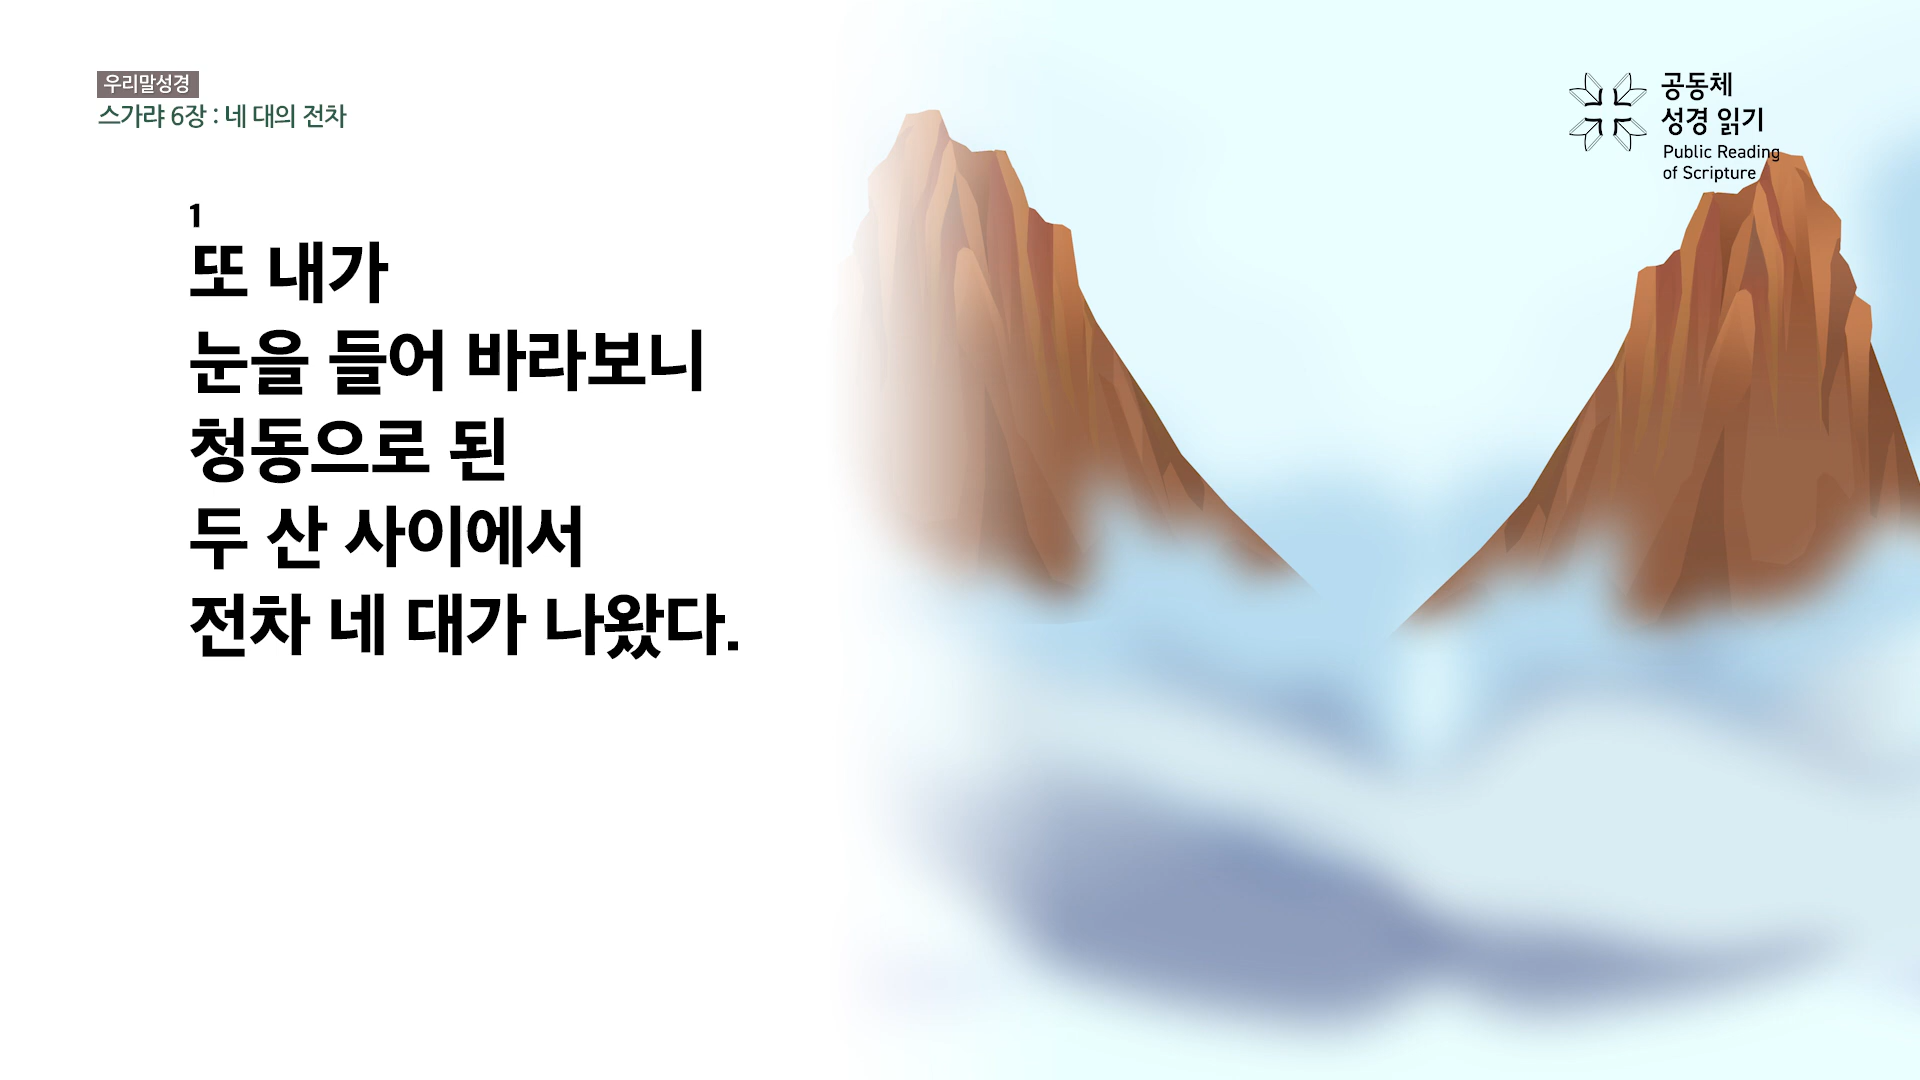 우리말성경
스가랴 6장 : 네 대의 전차
공동체
성경 읽기
Public Reading
of Scripture
1
또 내가
눈을 들어 바라보니
청동으로 된
두 산 사이에서
전차 네 대가 나왔다.